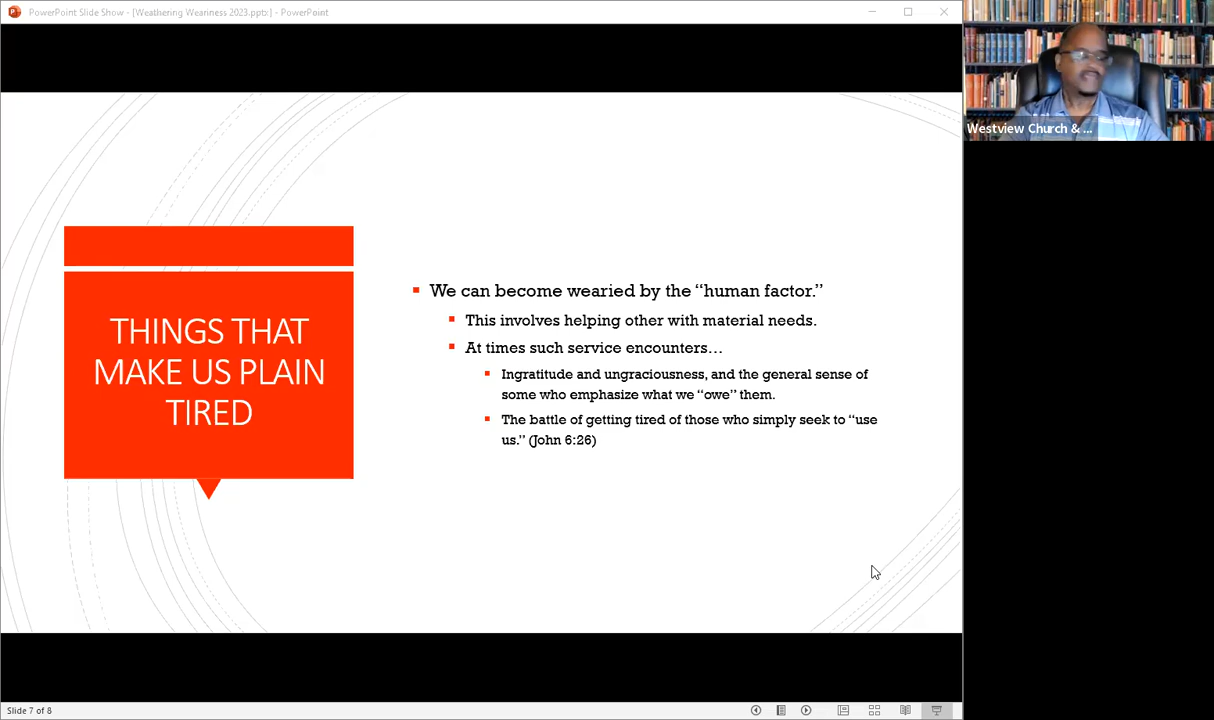 PowerPoint Slide Show - [Weathering Weariness 2023.pptx] - PowerPoint
Westview Church & ...
THINGS THAT
MAKE US PLAIN
TIRED
We can become wearied by the “human factor.”
This involves helping other with material needs.
At times such service encounters…
Ingratitude and ungraciousness, and the general sense of
some who emphasize what we “owe” them.
The battle of getting tired of those who simply seek to “use
us.” (John 6:26)
Slide 7 of 8